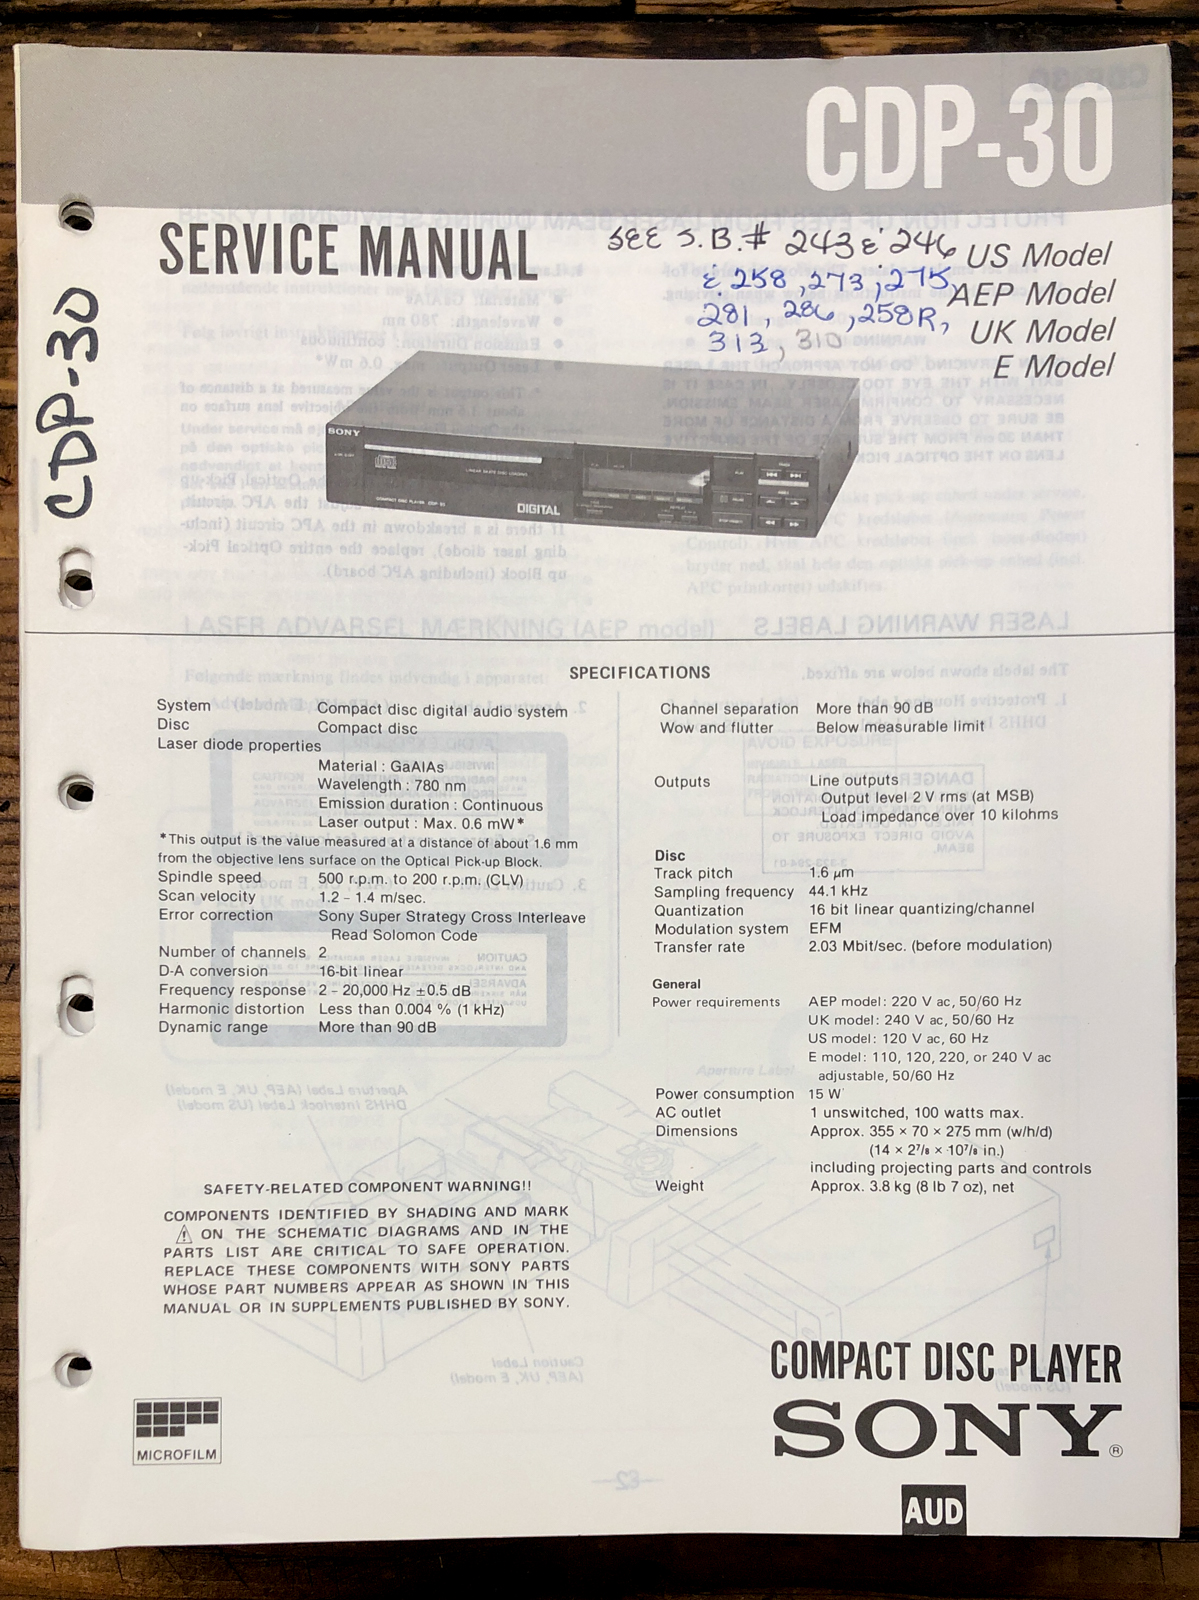 CDP-30
SERVICE MANUAL
SEE S.B.# 243 & 246
& 258, 273, 275,
281, 286, 258R,
313, 310
US Model
AEP Model
UK Model
E Model
CDP-30
SONY
DIGITAL
SPECIFICATIONS
System Compact disc digital audio system
Disc Compact disc
Laser diode properties
Material : GaAlAs
Wavelength : 780 nm
Emission duration : Continuous
Laser output : Max. 0.6 mW*
*This output is the value measured at a distance of about 1.6 mm
from the objective lens surface on the Optical Pick-up Block.
Spindle speed 500 r.p.m. to 200 r.p.m. (CLV)
Scan velocity 1.2 - 1.4 m/sec.
Error correction Sony Super Strategy Cross Interleave
Read Solomon Code
Number of channels 2
D-A conversion 16-bit linear
Frequency response 2 - 20,000 Hz ±0.5 dB
Harmonic distortion Less than 0.004 % (1 kHz)
Dynamic range More than 90 dB
Channel separation More than 90 dB
Wow and flutter Below measurable limit
Outputs Line outputs
Output level 2 V rms (at MSB)
Load impedance over 10 kilohms
Disc
Track pitch 1.6 μm
Sampling frequency 44.1 kHz
Quantization 16 bit linear quantizing/channel
Modulation system EFM
Transfer rate 2.03 Mbit/sec. (before modulation)
General
Power requirements AEP model: 220 V ac, 50/60 Hz
UK model: 240 V ac, 50/60 Hz
US model: 120 V ac, 60 Hz
E model: 110, 120, 220, or 240 V ac
adjustable, 50/60 Hz
Power consumption 15 W
AC outlet 1 unswitched, 100 watts max.
Dimensions Approx. 355 × 70 × 275 mm (w/h/d)
(14 × 2⁷/₈ × 10⁷/₈ in.)
including projecting parts and controls
Weight Approx. 3.8 kg (8 lb 7 oz), net
SAFETY-RELATED COMPONENT WARNING!!
COMPONENTS IDENTIFIED BY SHADING AND MARK
⚠ ON THE SCHEMATIC DIAGRAMS AND IN THE
PARTS LIST ARE CRITICAL TO SAFE OPERATION.
REPLACE THESE COMPONENTS WITH SONY PARTS
WHOSE PART NUMBERS APPEAR AS SHOWN IN THIS
MANUAL OR IN SUPPLEMENTS PUBLISHED BY SONY.
MICROFILM
COMPACT DISC PLAYER
SONY®
AUD